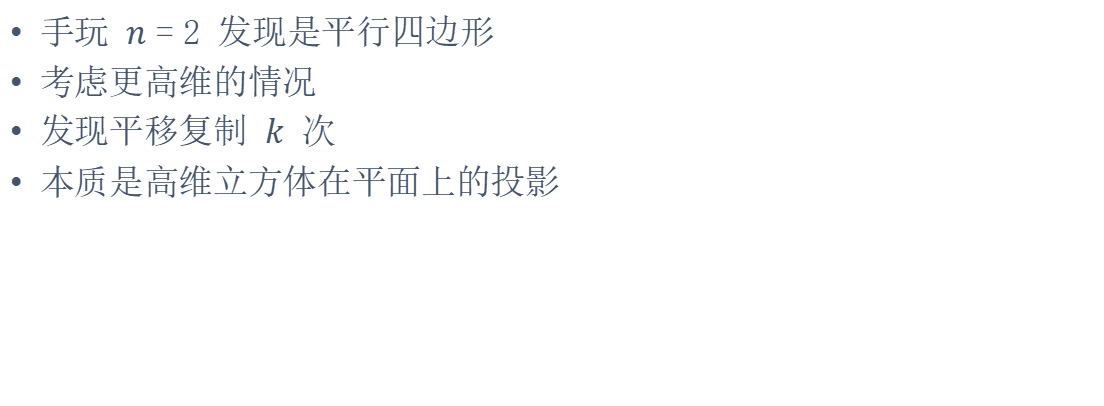 • 手玩 n = 2 发现是平行四边形
• 考虑更高维的情况
• 发现平移复制 k 次
• 本质是高维立方体在平面上的投影